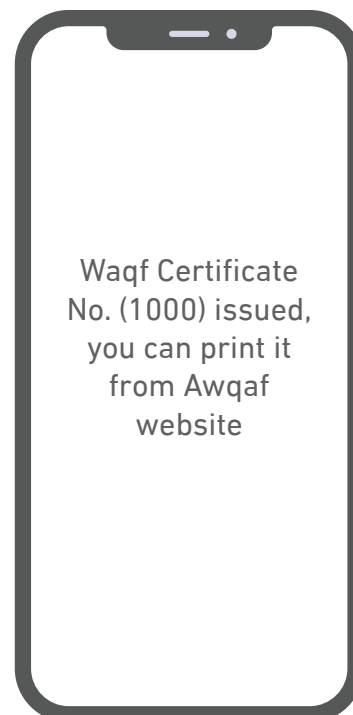 Waqf Certificate
No. (1000) issued,
you can print it
from Awqaf
website